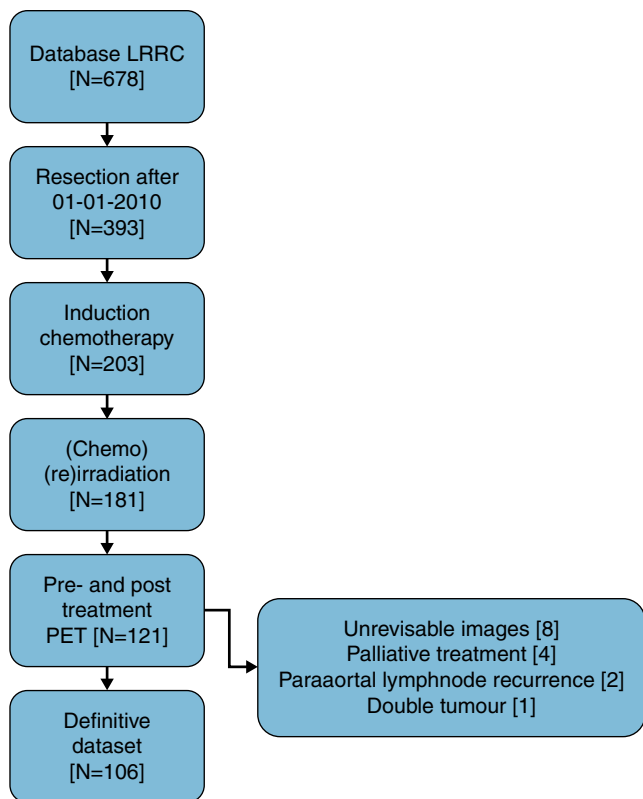 Database LRRC
[N=678]
Resection after
01-01-2010
[N=393]
Induction
chemotherapy
[N=203]
(Chemo)
(re)irradiation
[N=181]
Pre- and post
treatment
PET [N=121]
Unrevisable images [8]
Palliative treatment [4]
Paraaortal lymphnode recurrence [2]
Double tumour [1]
Definitive
dataset
[N=106]